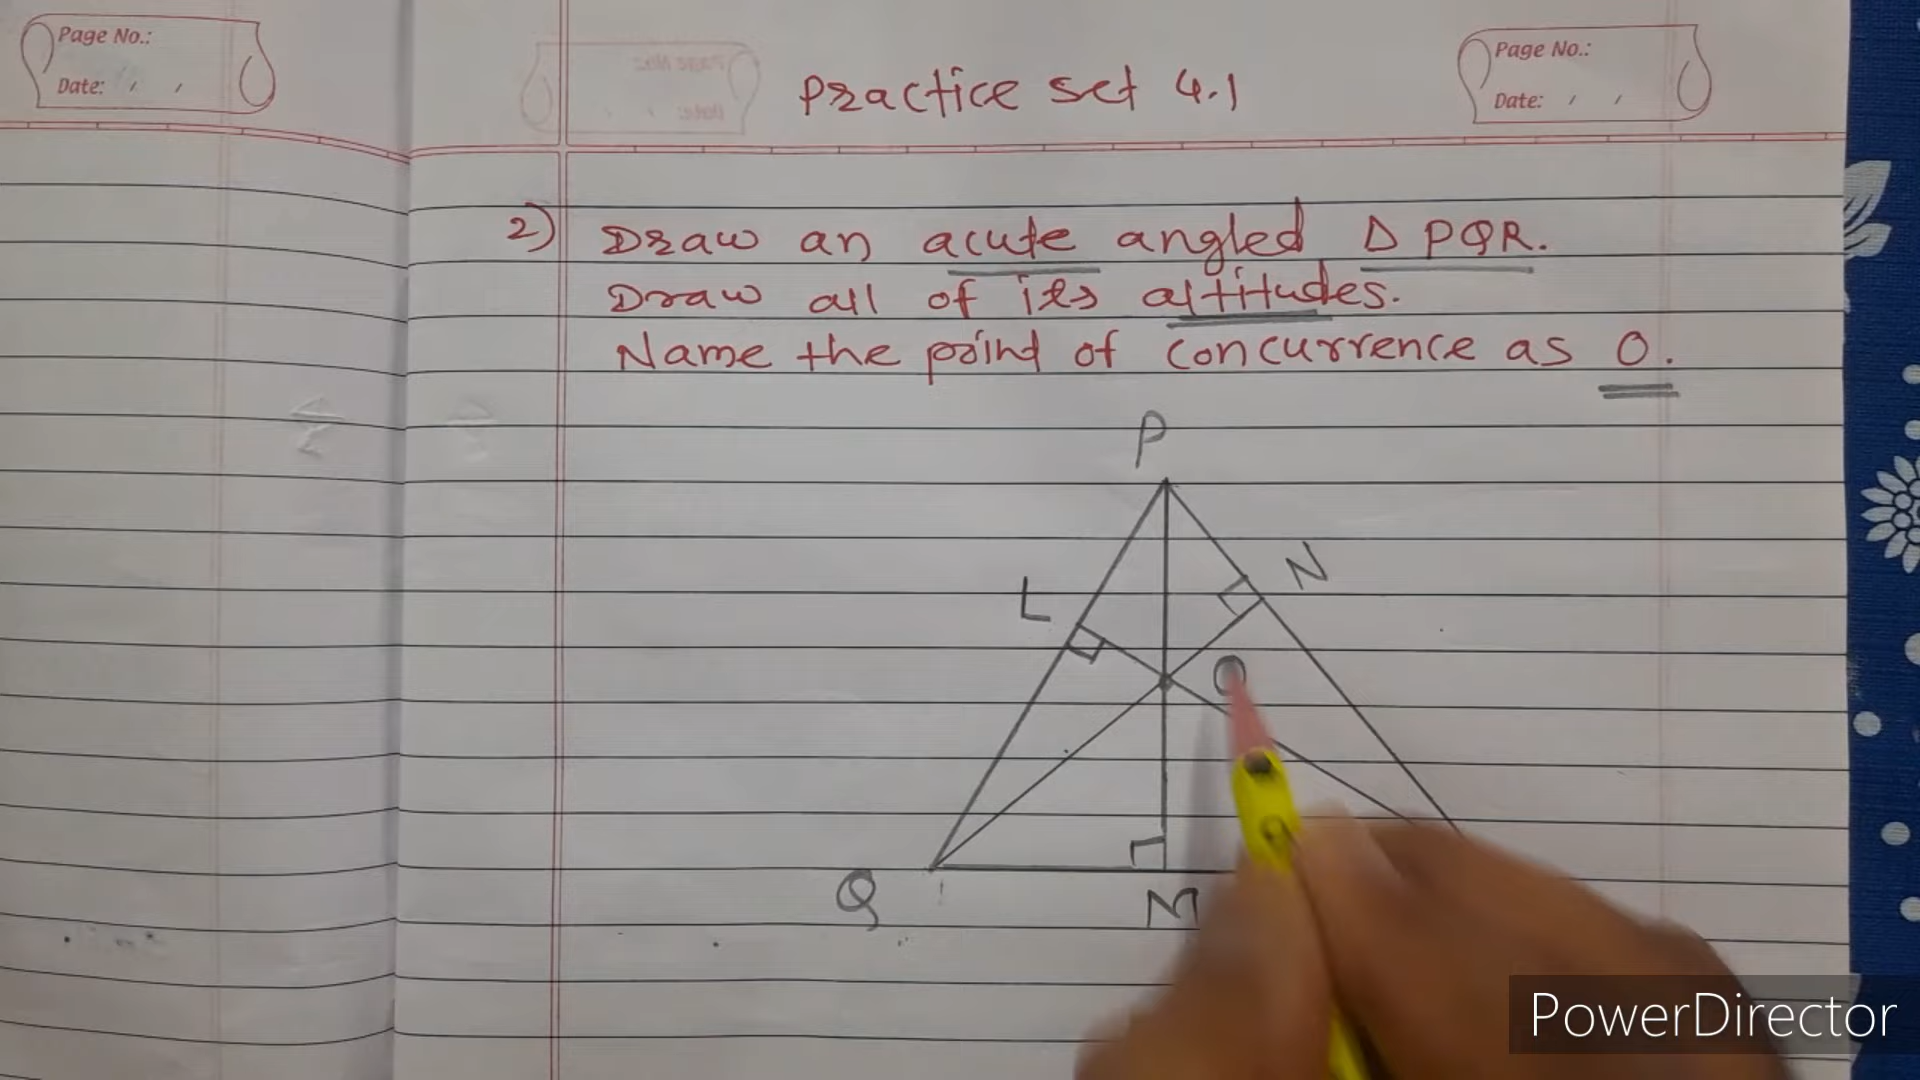 Page No.:
Date: / /
Page No.:
Date: / /
Practice set 4.1
2) Draw an acute angled Δ PQR.
Draw all of its altitudes.
Name the point of concurrence as O.
P
N
L
O
Q
M
PowerDirector